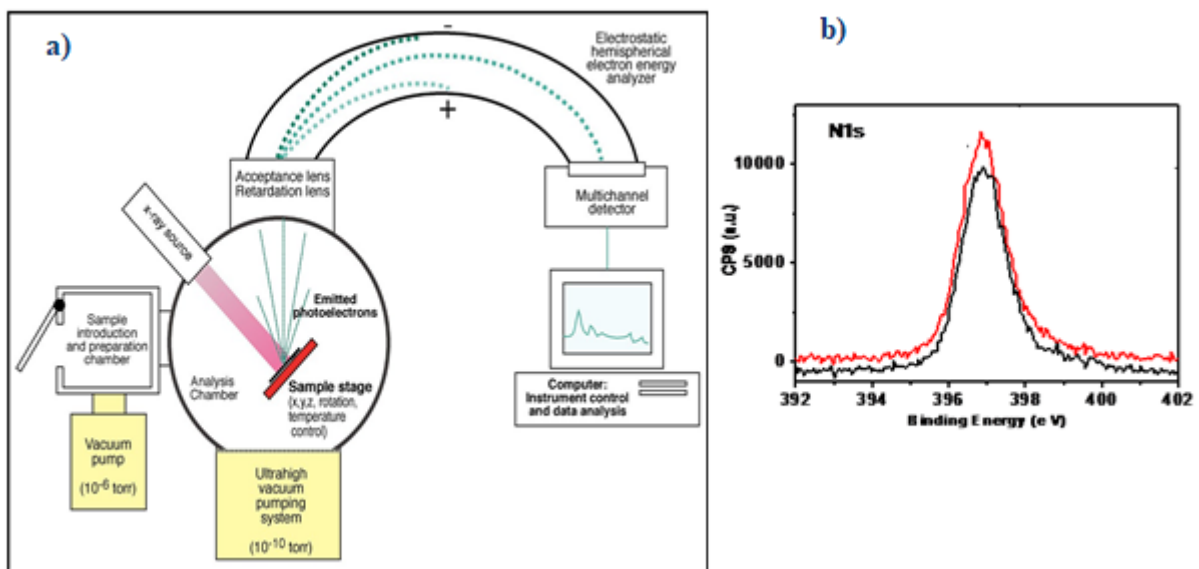 a)
-
Electrostatic
hemispherical
electron energy
analyzer
+
Acceptance lens
Retardation lens
Multichannel
detector
x-ray source
Emitted
photoelectrons
Sample
introduction
and preparation
chamber
Analysis
Chamber
Sample stage
(x,y,z, rotation,
temperature
control)
Computer:
Instrument control
and data analysis
Vacuum
pump
(10-6 torr)
Ultrahigh
vacuum
pumping
system
(10-10 torr)
b)
N1s
10000
5000
0
CPS (a.u.)
392 394 396 398 400 402
Binding Energy (eV)